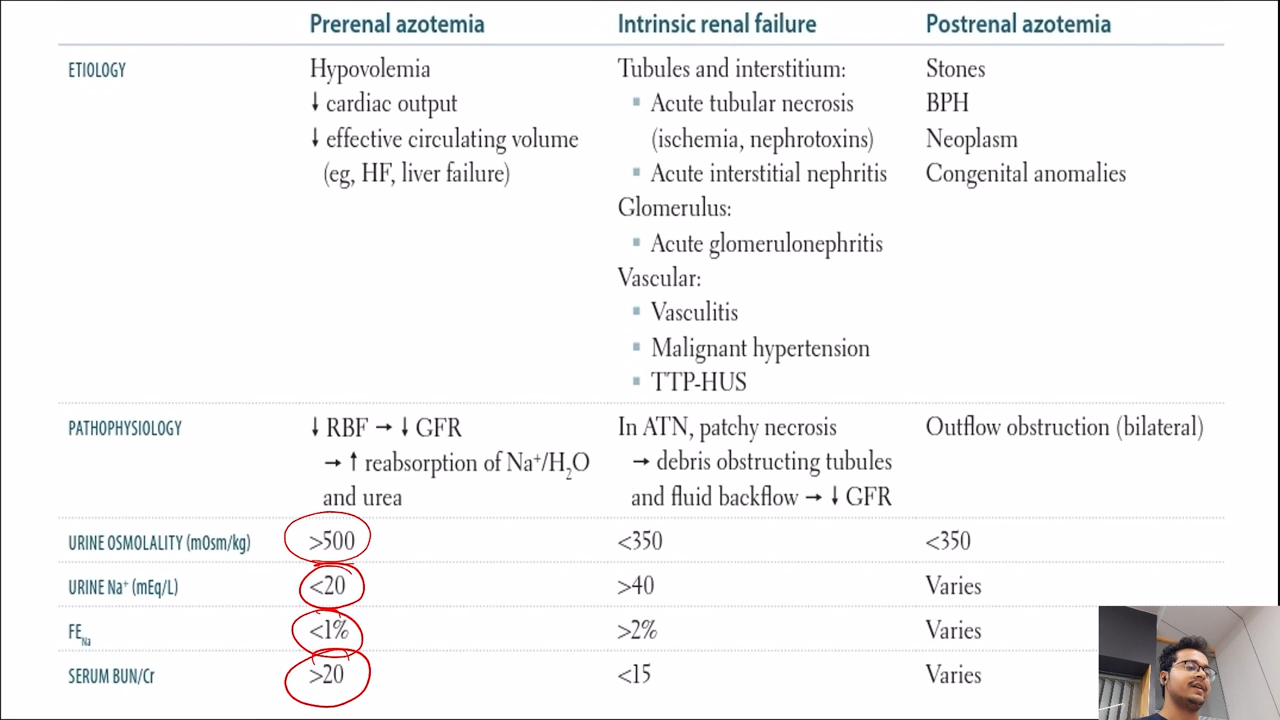 Prerenal azotemia Intrinsic renal failure Postrenal azotemia
ETIOLOGY Hypovolemia Tubules and interstitium: Stones
↓ cardiac output ▪ Acute tubular necrosis BPH
↓ effective circulating volume (ischemia, nephrotoxins) Neoplasm
(eg, HF, liver failure) ▪ Acute interstitial nephritis Congenital anomalies
Glomerulus:
▪ Acute glomerulonephritis
Vascular:
▪ Vasculitis
▪ Malignant hypertension
▪ TTP-HUS
PATHOPHYSIOLOGY ↓ RBF → ↓ GFR In ATN, patchy necrosis Outflow obstruction (bilateral)
→ ↑ reabsorption of Na⁺/H₂O → debris obstructing tubules
and urea and fluid backflow → ↓ GFR
URINE OSMOLALITY (mOsm/kg) >500 <350 <350
URINE Na⁺ (mEq/L) <20 >40 Varies
FE_Na <1% >2% Varies
SERUM BUN/Cr >20 <15 Varies